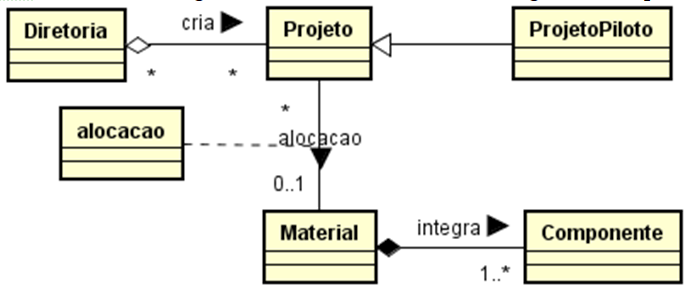 cria
Diretoria
Projeto
ProjetoPiloto
* *
*
alocacao
alocacao
0..1
Material
integra
Componente
1..*